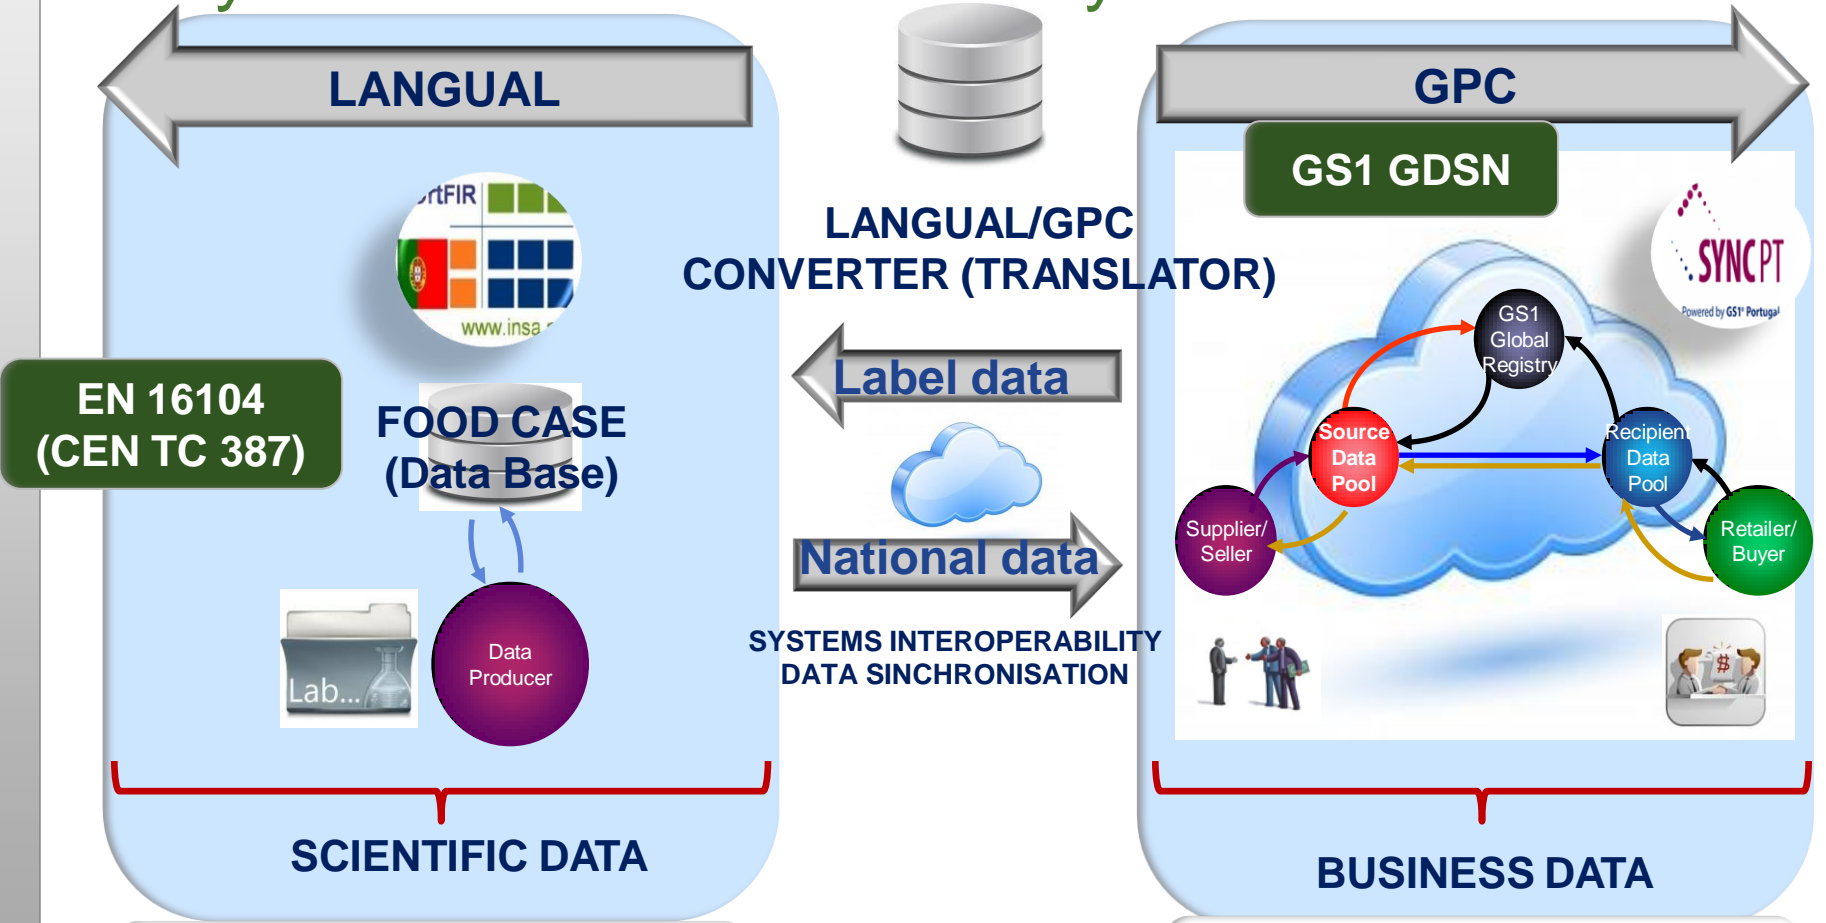 LANGUAL
GPC
GS1 GDSN
LANGUAL/GPC
CONVERTER (TRANSLATOR)
rtFIR
www.insa.
SYNCPT
Powered by GS1® Portugal
EN 16104
(CEN TC 387)
FOOD CASE
(Data Base)
Label data
National data
GS1
Global
Registry
Source
Data
Pool
Recipient
Data
Pool
Supplier/
Seller
Retailer/
Buyer
Lab...
Data
Producer
SYSTEMS INTEROPERABILITY
DATA SINCHRONISATION
$
SCIENTIFIC DATA
BUSINESS DATA